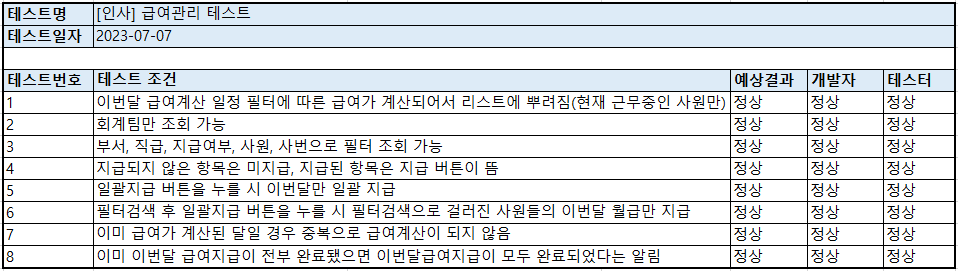 테스트명 [인사] 급여관리 테스트
테스트일자 2023-07-07
테스트번호 테스트 조건 예상결과 개발자 테스터
1 이번달 급여계산 일정 필터에 따른 급여가 계산되어서 리스트에 뿌려짐(현재 근무중인 사원만) 정상 정상 정상
2 회계팀만 조회 가능 정상 정상 정상
3 부서, 직급, 지급여부, 사원, 사번으로 필터 조회 가능 정상 정상 정상
4 지급되지 않은 항목은 미지급, 지급된 항목은 지급 버튼이 뜸 정상 정상 정상
5 일괄지급 버튼을 누를 시 이번달만 일괄 지급 정상 정상 정상
6 필터검색 후 일괄지급 버튼을 누를 시 필터검색으로 걸러진 사원들의 이번달 월급만 지급 정상 정상 정상
7 이미 급여가 계산된 달일 경우 중복으로 급여계산이 되지 않음 정상 정상 정상
8 이미 이번달 급여지급이 전부 완료됐으면 이번달급여지급이 모두 완료되었다는 알림 정상 정상 정상